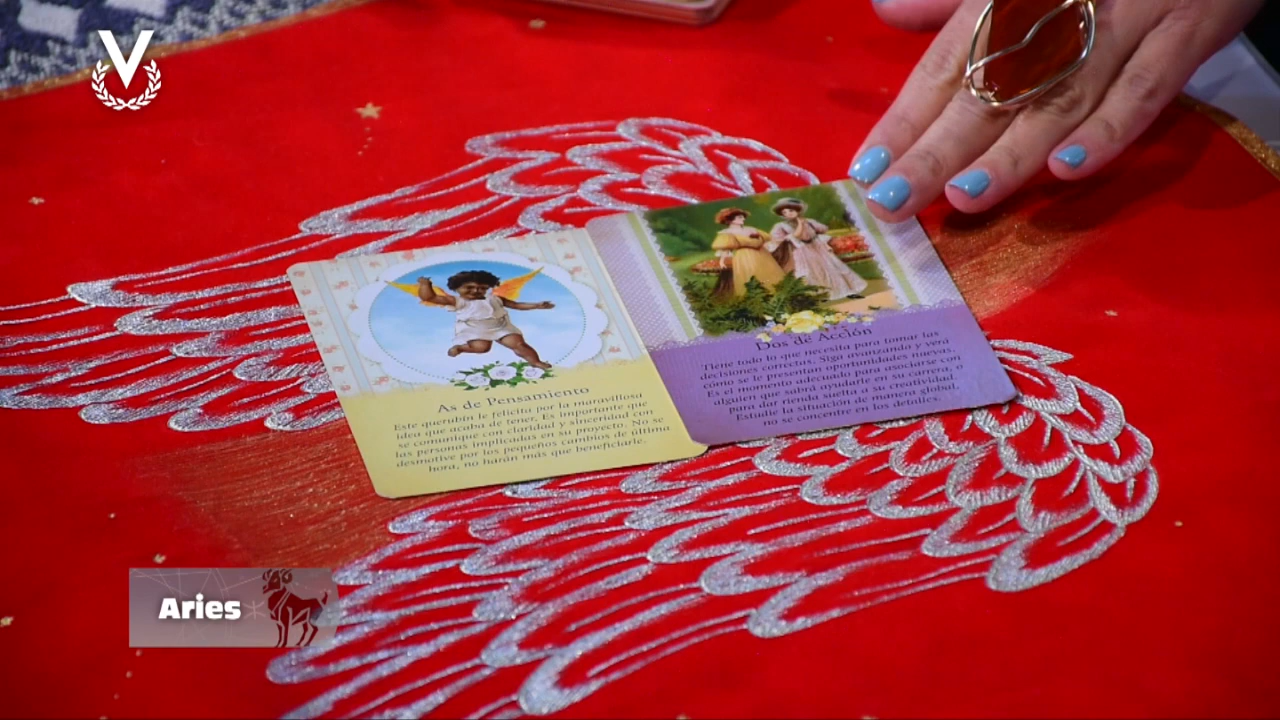 V
As de Pensamiento
Este querubín le felicita por la maravillosa
idea que acaba de tener. Es importante que
se comunique con claridad y sinceridad con
las personas implicadas en su proyecto. No se
desmotive por los pequeños cambios de última
hora, no harán más que beneficiarle.
Dos de Acción
Tiene todo lo que necesita para tomar las
decisiones correctas. Siga avanzando y verá
cómo se le presentan oportunidades nuevas.
Es el momento adecuado para asociarse con
alguien que sabrá ayudarle en su carrera, o
para dar rienda suelta a su creatividad.
Estudie la situación de manera global,
no se concentre en los detalles.
Aries